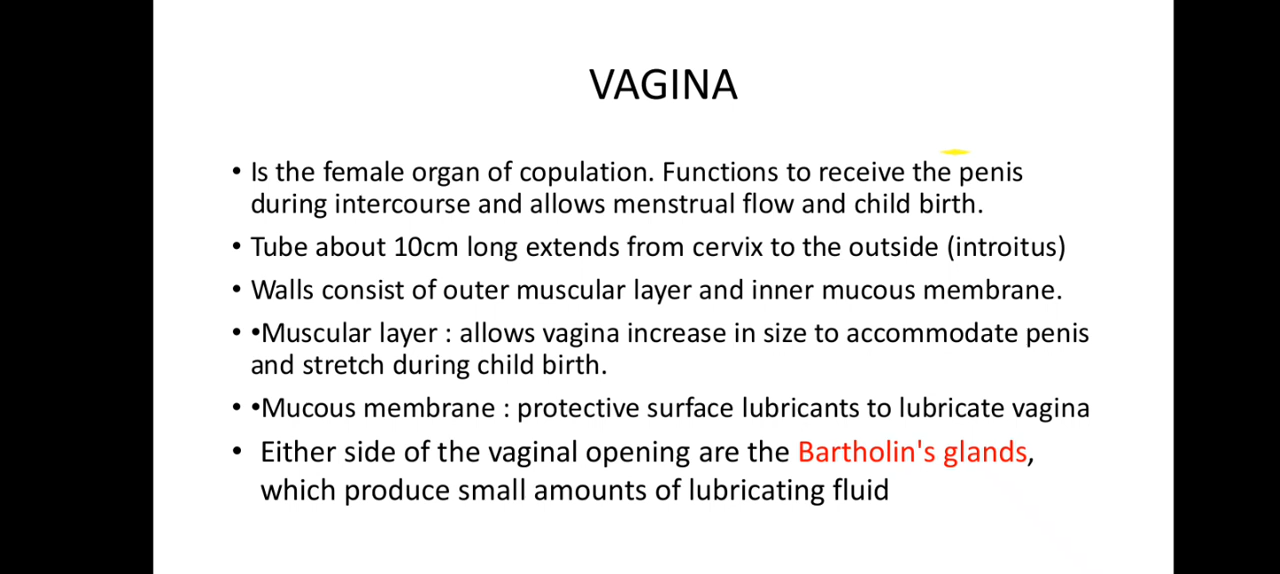 VAGINA
• Is the female organ of copulation. Functions to receive the penis
during intercourse and allows menstrual flow and child birth.
• Tube about 10cm long extends from cervix to the outside (introitus)
• Walls consist of outer muscular layer and inner mucous membrane.
• •Muscular layer : allows vagina increase in size to accommodate penis
and stretch during child birth.
• •Mucous membrane : protective surface lubricants to lubricate vagina
• Either side of the vaginal opening are the Bartholin's glands,
which produce small amounts of lubricating fluid